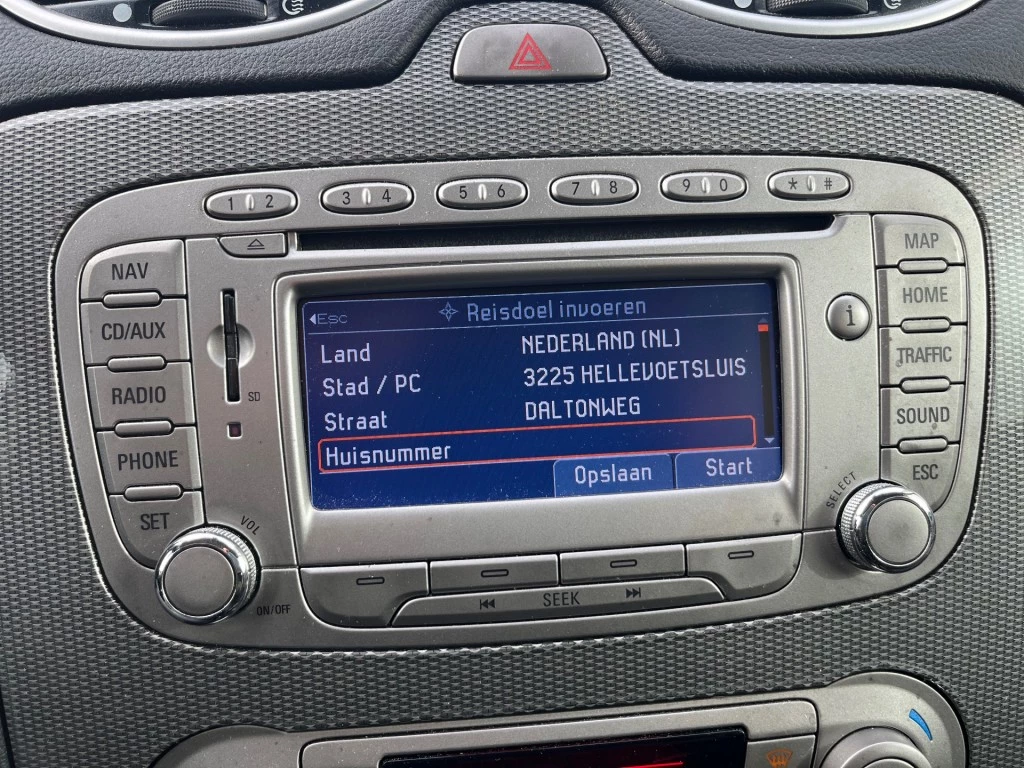 1 2 3 4 5 6 7 8 9 0 * #
NAV
CD/AUX
RADIO
PHONE
SET
SD
VOL
ON/OFF
Esc Reisdoel invoeren
Land NEDERLAND (NL)
Stad / PC 3225 HELLEVOETSLUIS
Straat DALTONWEG
Huisnummer
Opslaan Start
SEEK
i
MAP
HOME
TRAFFIC
SOUND
ESC
SELECT